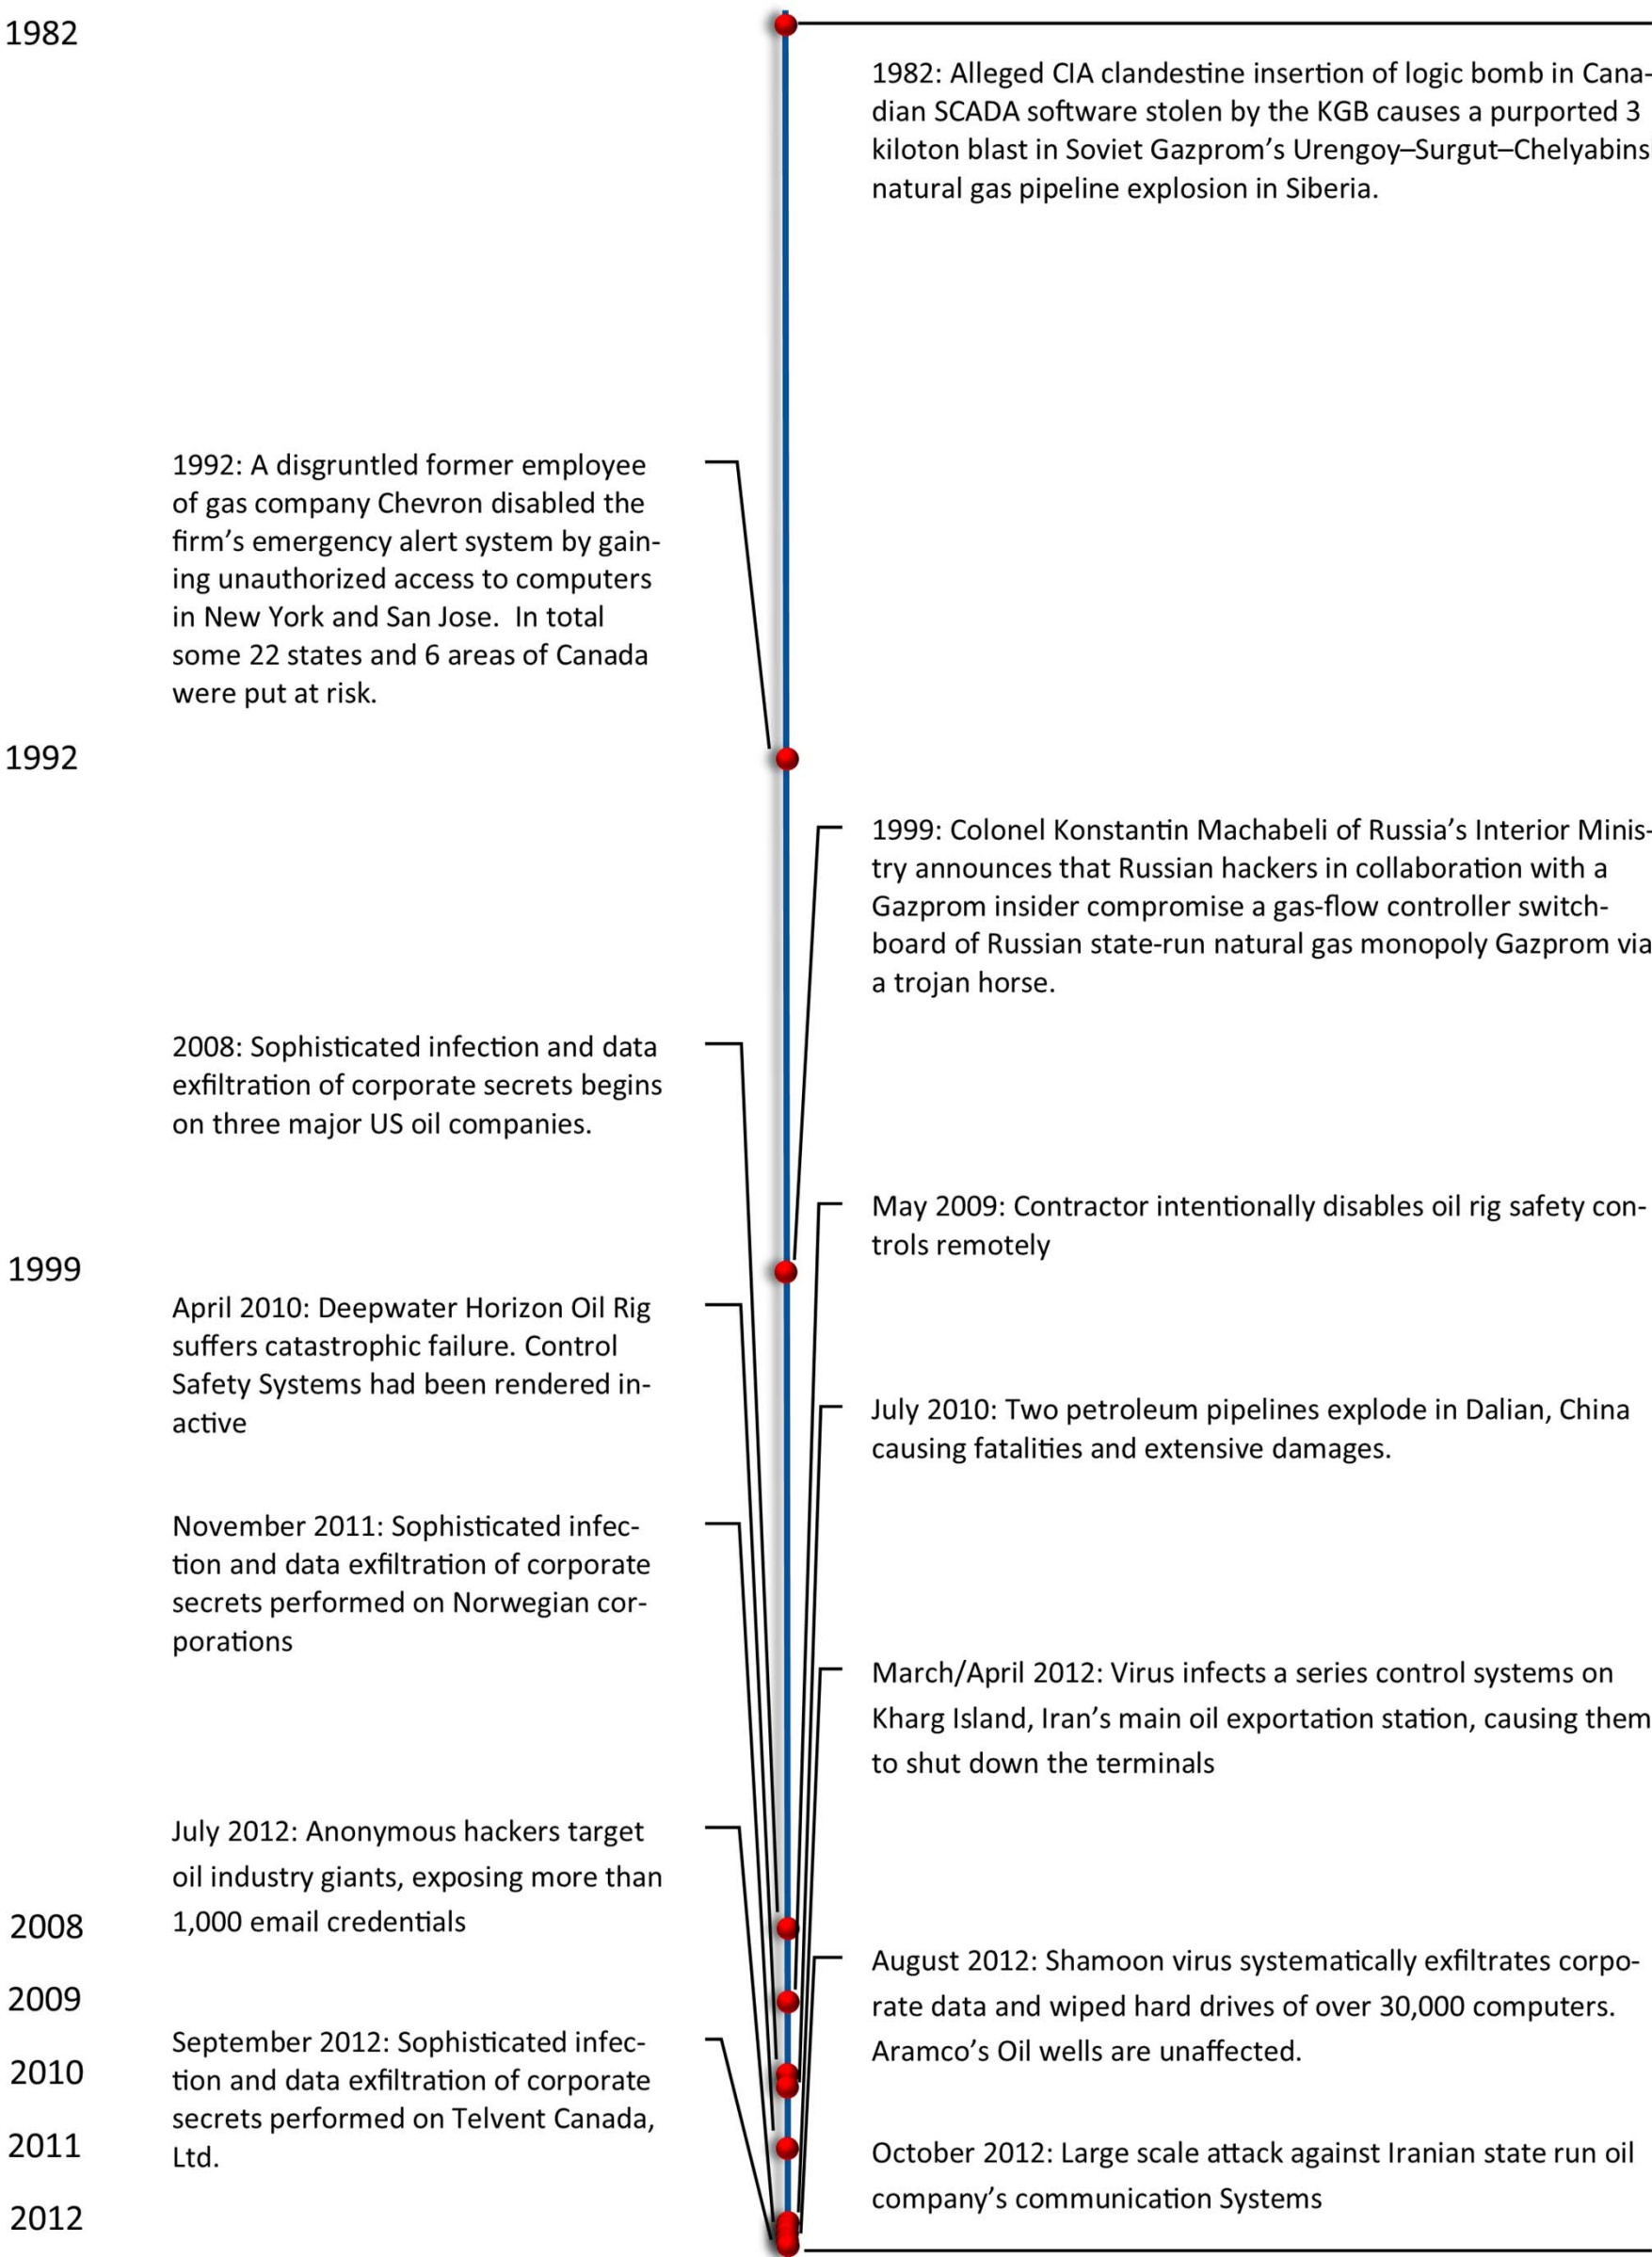 1982
1982: Alleged CIA clandestine insertion of logic bomb in Cana-
dian SCADA software stolen by the KGB causes a purported 3
kiloton blast in Soviet Gazprom’s Urengoy–Surgut–Chelyabins
natural gas pipeline explosion in Siberia.
1992: A disgruntled former employee
of gas company Chevron disabled the
firm’s emergency alert system by gain-
ing unauthorized access to computers
in New York and San Jose.  In total
some 22 states and 6 areas of Canada
were put at risk.
1992
1999: Colonel Konstantin Machabeli of Russia’s Interior Minis-
try announces that Russian hackers in collaboration with a
Gazprom insider compromise a gas-flow controller switch-
board of Russian state-run natural gas monopoly Gazprom via
a trojan horse.
2008: Sophisticated infection and data
exfiltration of corporate secrets begins
on three major US oil companies.
May 2009: Contractor intentionally disables oil rig safety con-
trols remotely
1999
April 2010: Deepwater Horizon Oil Rig
suffers catastrophic failure. Control
Safety Systems had been rendered in-
active
July 2010: Two petroleum pipelines explode in Dalian, China
causing fatalities and extensive damages.
November 2011: Sophisticated infec-
tion and data exfiltration of corporate
secrets performed on Norwegian cor-
porations
March/April 2012: Virus infects a series control systems on
Kharg Island, Iran’s main oil exportation station, causing them
to shut down the terminals
July 2012: Anonymous hackers target
oil industry giants, exposing more than
1,000 email credentials
2008
August 2012: Shamoon virus systematically exfiltrates corpo-
rate data and wiped hard drives of over 30,000 computers.
Aramco’s Oil wells are unaffected.
2009
September 2012: Sophisticated infec-
tion and data exfiltration of corporate
secrets performed on Telvent Canada,
Ltd.
2010
2011
October 2012: Large scale attack against Iranian state run oil
company’s communication Systems
2012